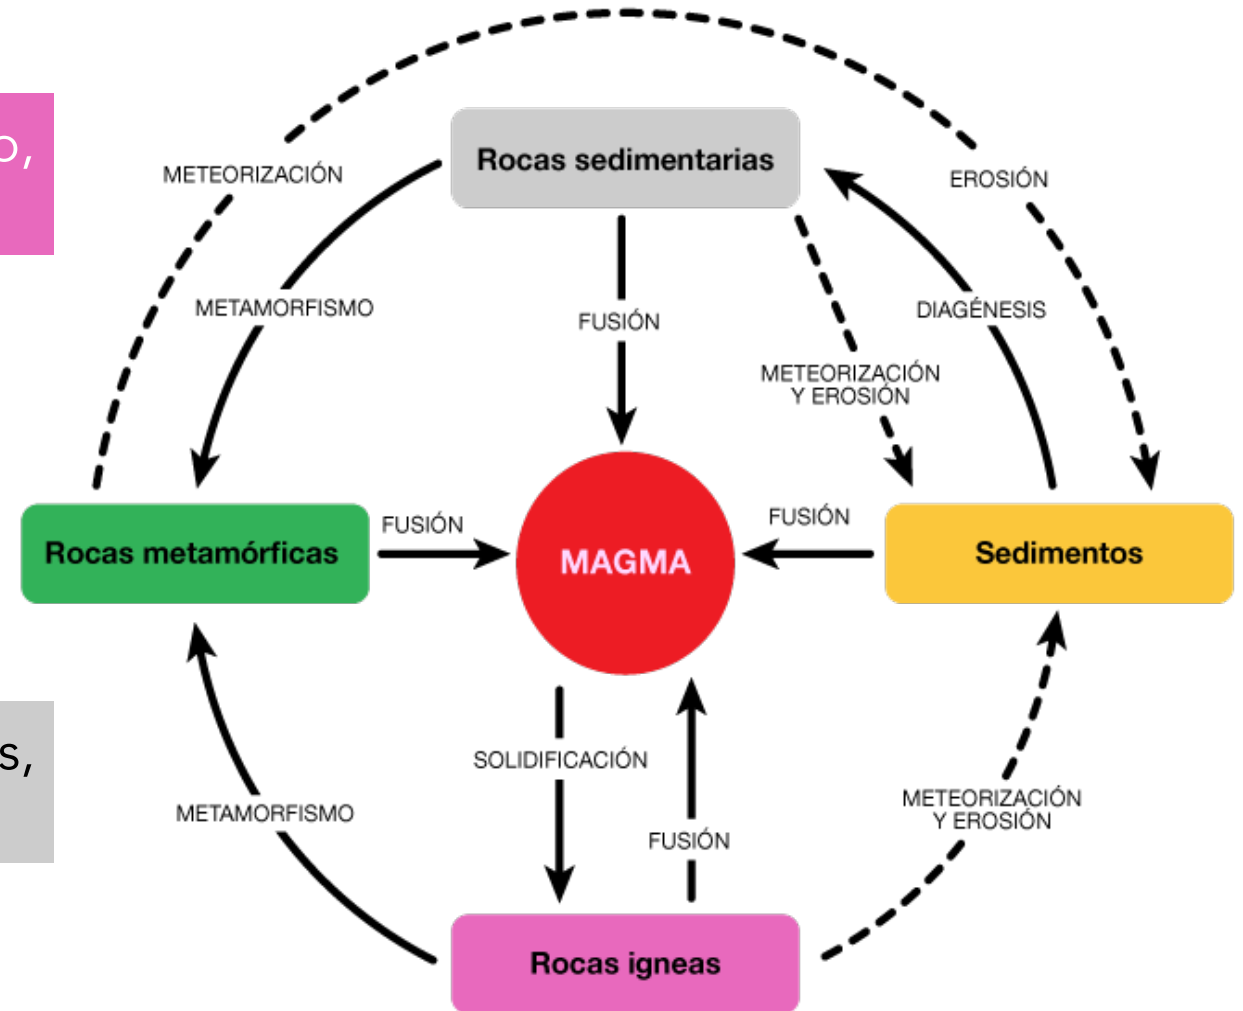 o,
Rocas sedimentarias
METEORIZACIÓN
EROSIÓN
METAMORFISMO
FUSIÓN
DIAGÉNESIS
METEORIZACIÓN
Y EROSIÓN
Rocas metamórficas
FUSIÓN
MAGMA
FUSIÓN
Sedimentos
s,
SOLIDIFICACIÓN
METAMORFISMO
FUSIÓN
METEORIZACIÓN
Y EROSIÓN
Rocas igneas